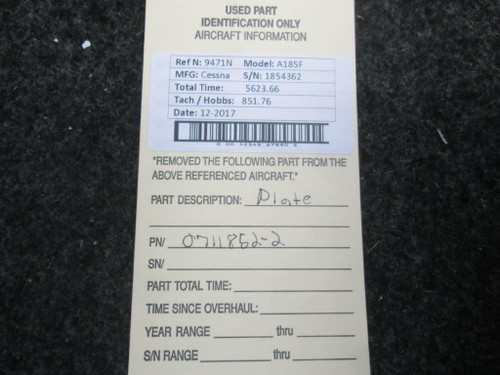 USED PART
IDENTIFICATION ONLY
AIRCRAFT INFORMATION
Ref N: 9471N Model: A185F
MFG: Cessna S/N: 1854362
Total Time: 5623.66
Tach / Hobbs: 851.76
Date: 12-2017
"REMOVED THE FOLLOWING PART FROM THE
ABOVE REFERENCED AIRCRAFT."
PART DESCRIPTION: Plate
PN/ 0711852-2
SN/
PART TOTAL TIME:
TIME SINCE OVERHAUL:
YEAR RANGE thru
S/N RANGE thru